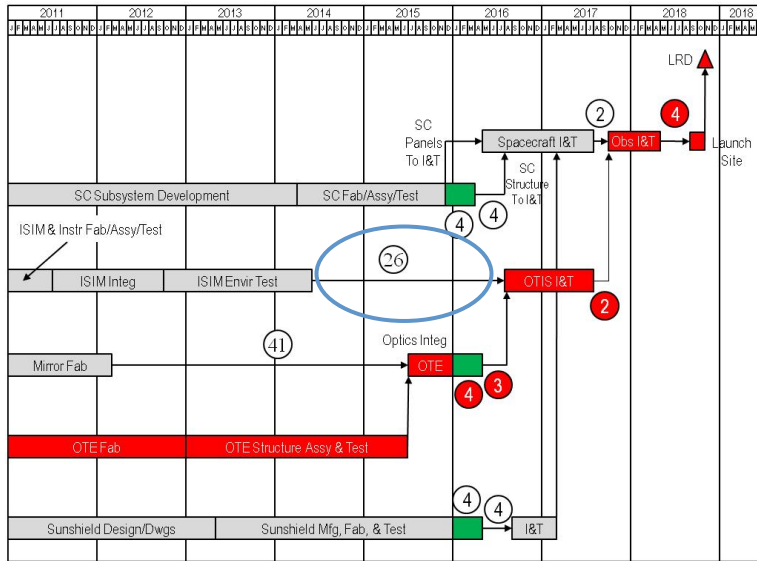 2011 2012 2013 2014 2015 2016 2017 2018 2018
J F M A M J J A S O N D J F M A M J J A S O N D J F M A M J J A S O N D J F M A M J J A S O N D J F M A M J J A S O N D J F M A M J J A S O N D J F M A M J J A S O N D J F M A M J J A S O N D J F M A M
LRD
SC
Panels
To I&T
2
4
Spacecraft I&T
Obs I&T
Launch
Site
SC
Structure
To I&T
SC Subsystem Development
SC Fab/Assy/Test
4
4
ISIM & Instr Fab/Assy/Test
26
ISIM Integ
ISIM Envir Test
OTIS I&T
2
41
Optics Integ
Mirror Fab
OTE
4
3
OTE Fab
OTE Structure Assy & Test
4
4
Sunshield Design/Dwgs
Sunshield Mfg, Fab, & Test
I&T